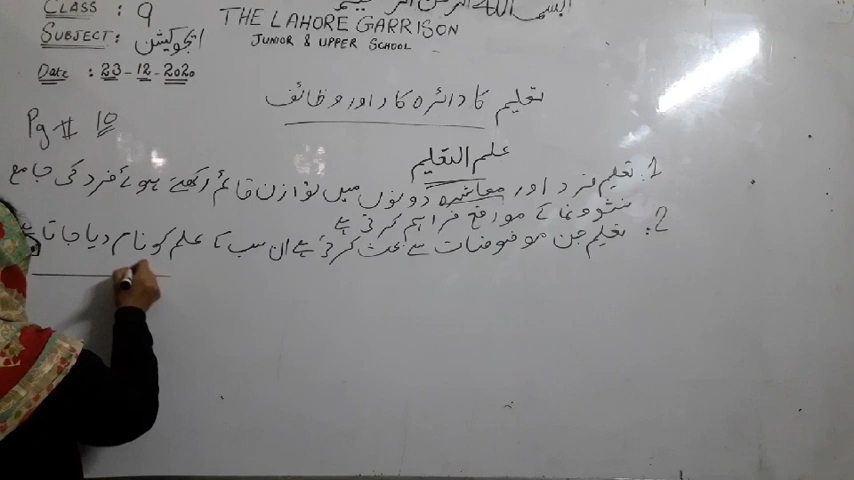 بسم اللہ الرحمن الرحیم
CLASS : 9
THE LAHORE GARRISON
SUBJECT : ایجوکیشن
JUNIOR & UPPER SCHOOL
Date : 23-12-2020
تعلیم کا دائرہ کار اور وظائف
Pg # 10
علم التعلیم
1. تعلیم فرد اور معاشرہ دونوں میں توازن قائم رکھتے ہوئے فرد کی جامع
نشوونما کے مواقع فراہم کرتی ہے
2. تعلیم جن موضوعات سے بحث کرتی ہے ان سب کا علم کو نام دیا جاتا